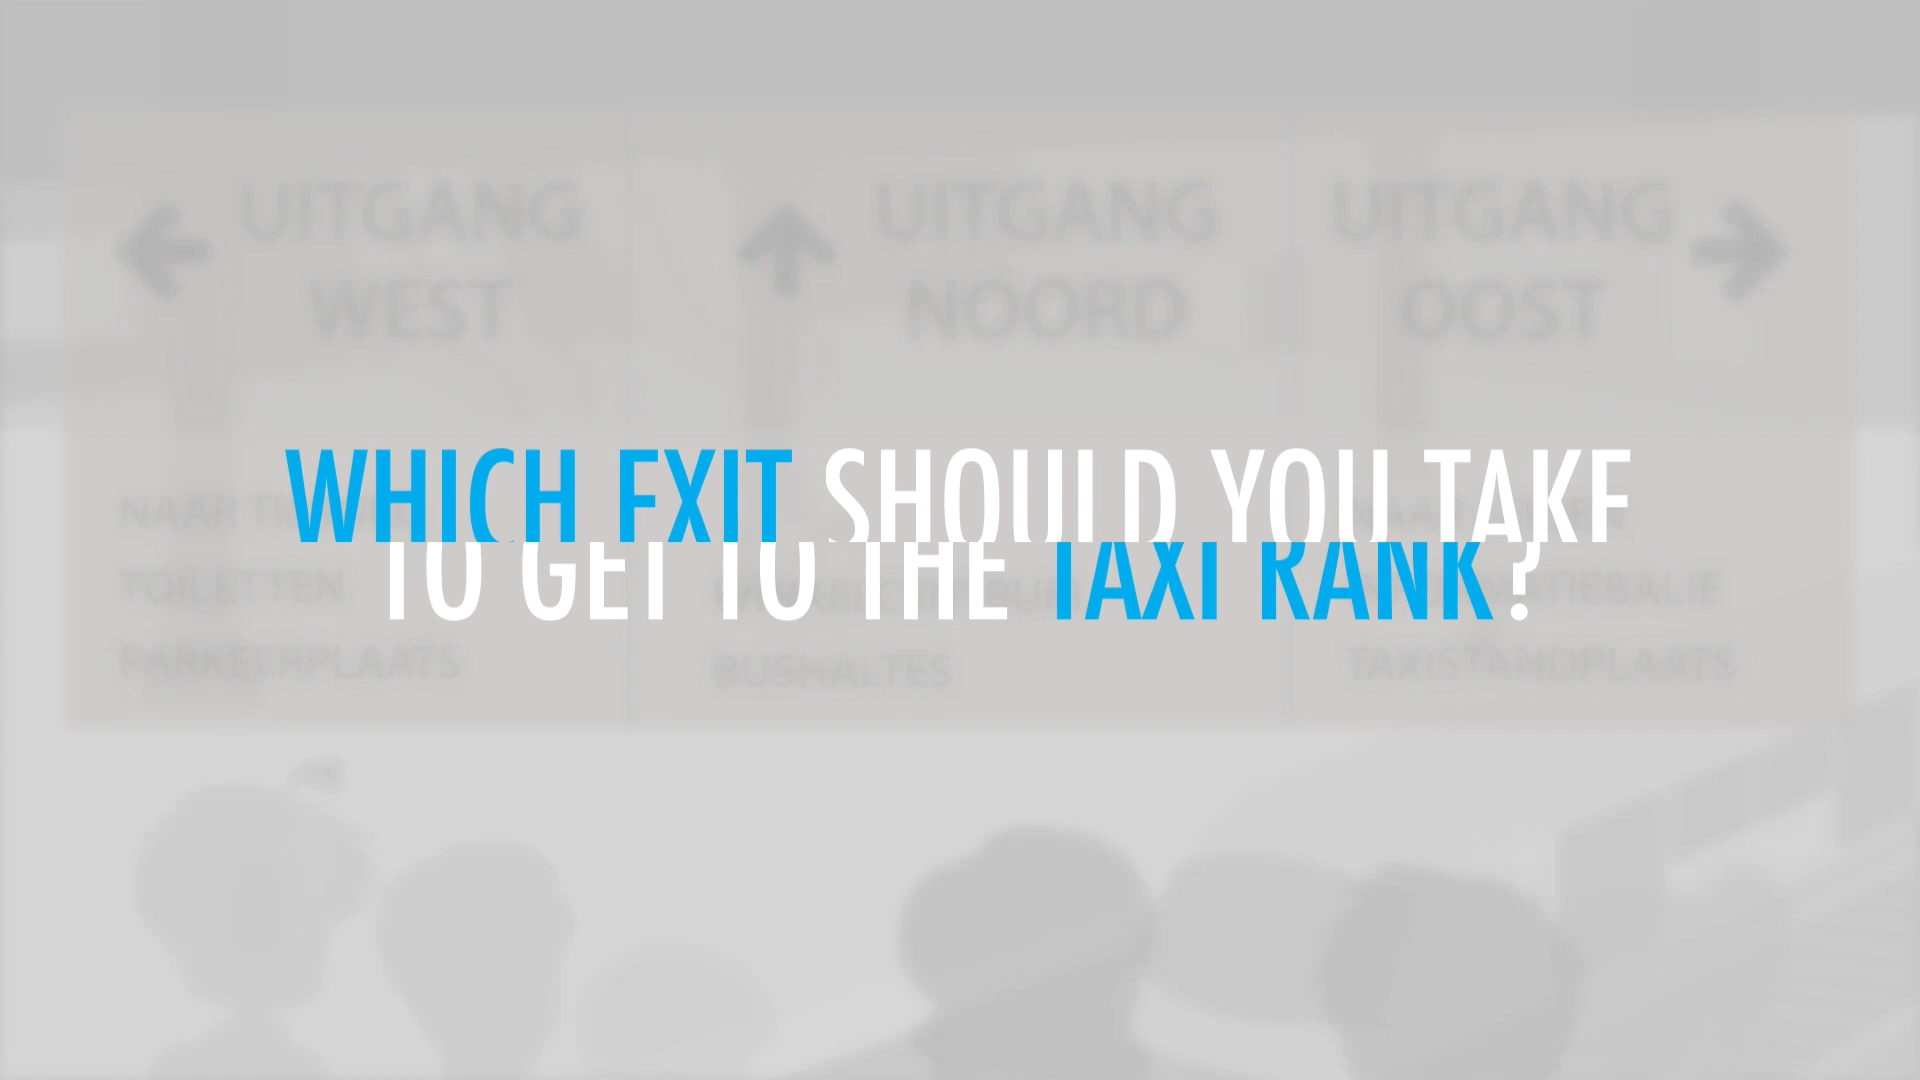 UITGANG WEST
UITGANG NOORD
UITGANG OOST
WHICH EXIT SHOULD YOU TAKE
TO GET TO THE TAXI RANK?
NAAR
TOILETTEN
PARKEERPLAATS
BUSHALTES
TAXISTANDPLAATS